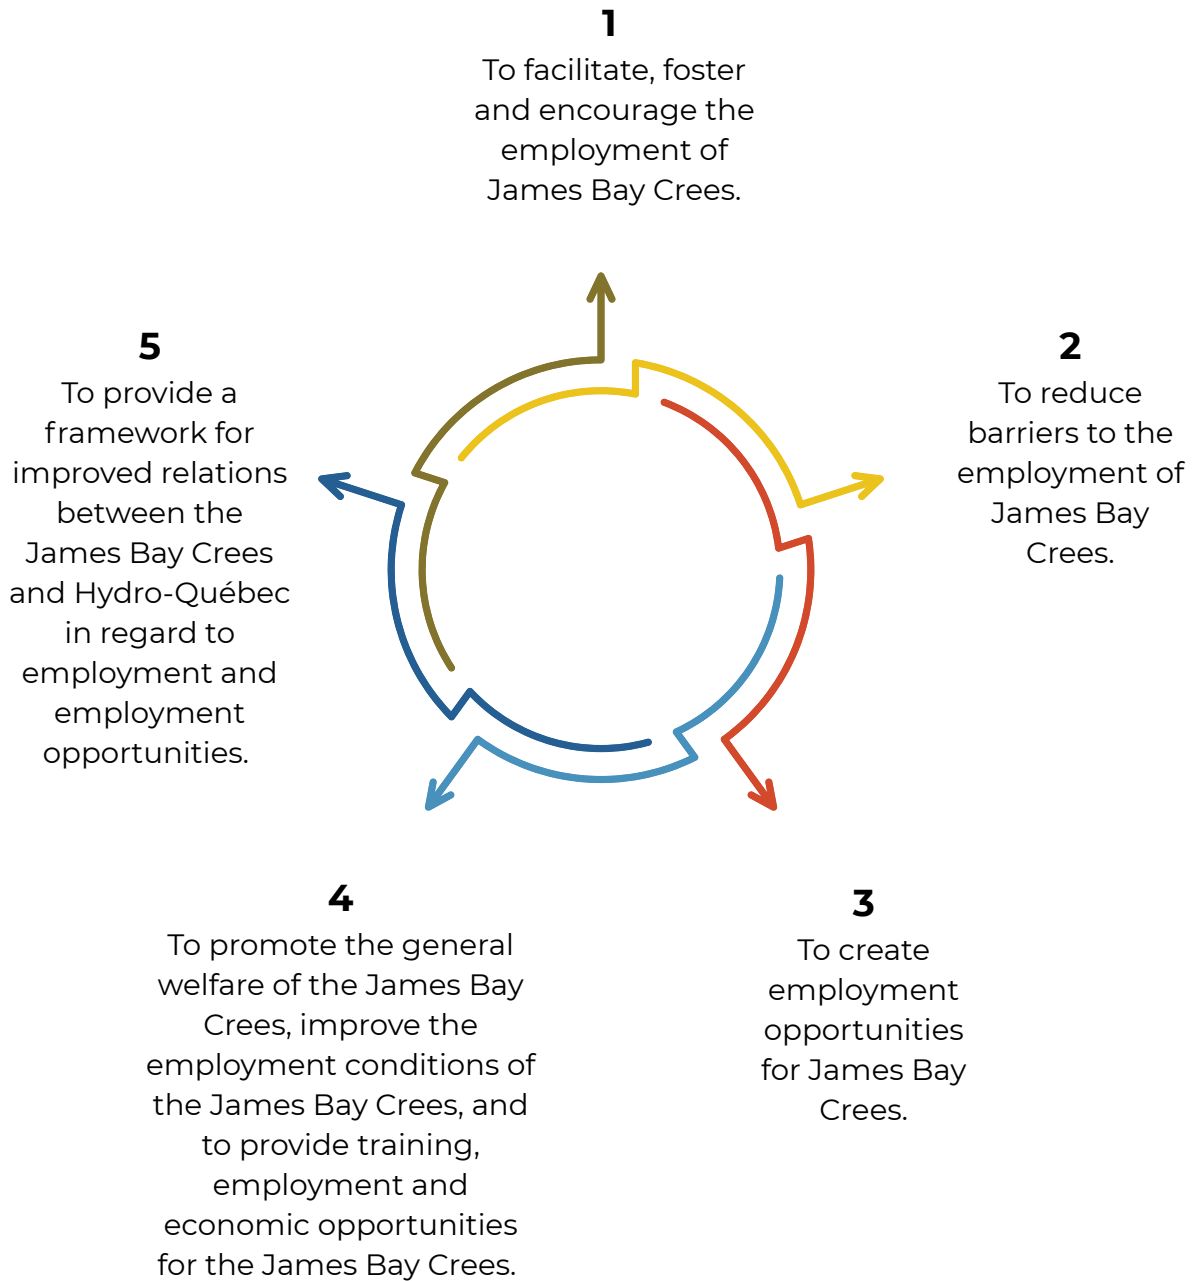 1
To facilitate, foster
and encourage the
employment of
James Bay Crees.
2
To reduce
barriers to the
employment of
James Bay
Crees.
3
To create
employment
opportunities
for James Bay
Crees.
4
To promote the general
welfare of the James Bay
Crees, improve the
employment conditions of
the James Bay Crees, and
to provide training,
employment and
economic opportunities
for the James Bay Crees.
5
To provide a
framework for
improved relations
between the
James Bay Crees
and Hydro-Québec
in regard to
employment and
employment
opportunities.